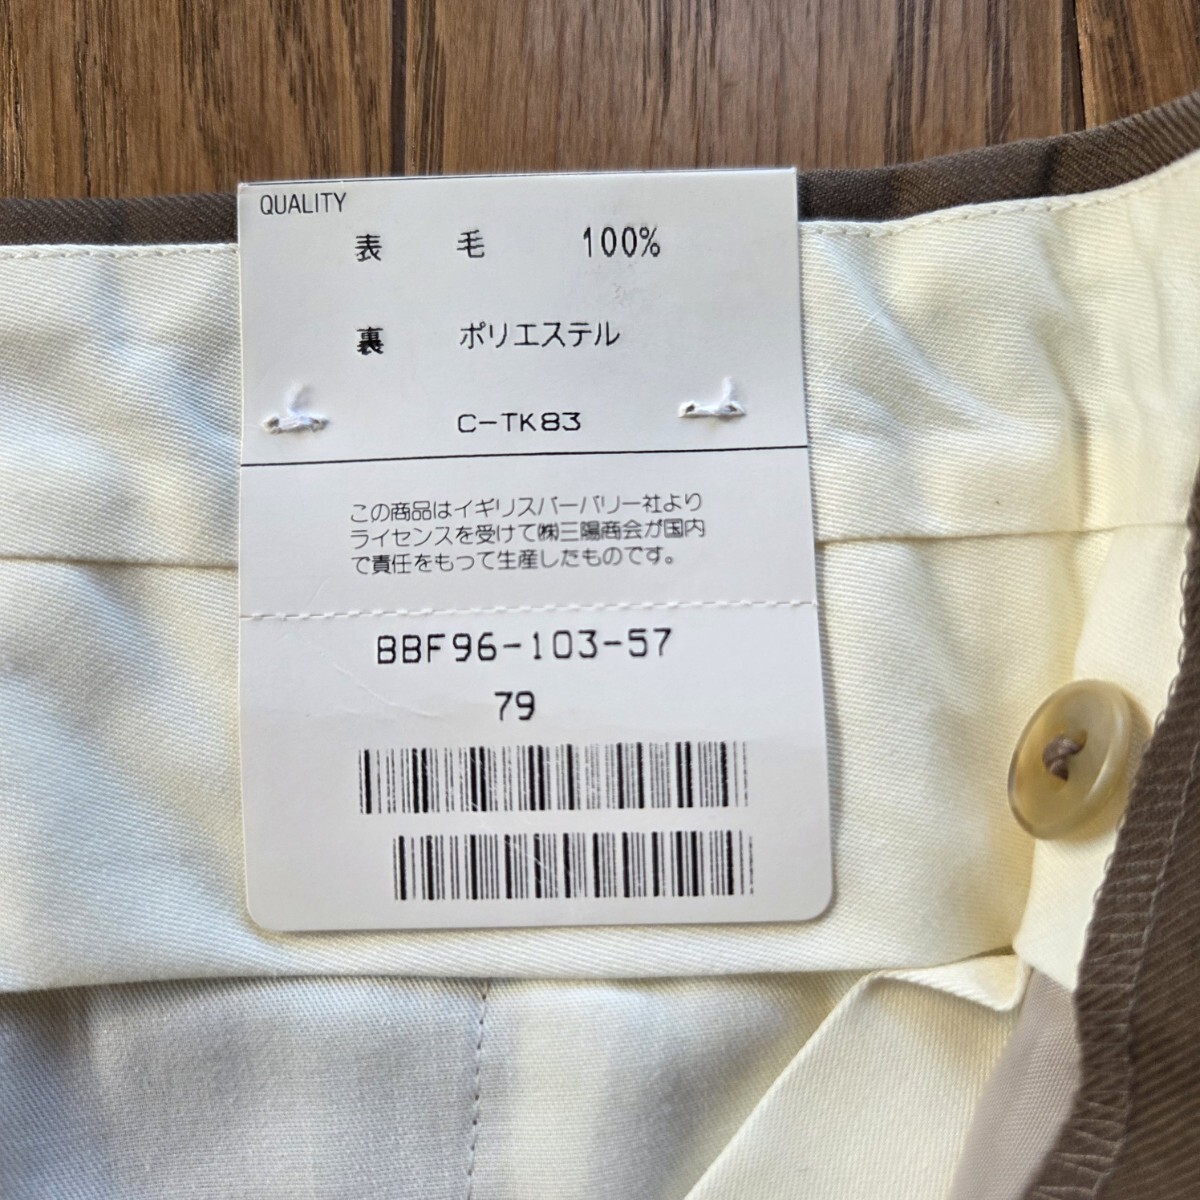 QUALITY
表 毛 100%
裏 ポリエステル
C-TK83
この商品はイギリスバーバリー社より
ライセンスを受けて㈱三陽商会が国内
で責任をもって生産したものです。
BBF96-103-57
79